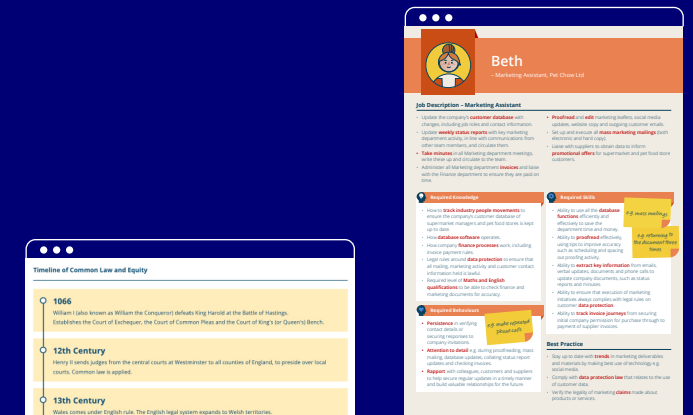 Beth
– Marketing Assistant, Pet Chow Ltd
Job Description – Marketing Assistant
• Update the company's customer database with
changes, including job roles and contact information.
• Update weekly status reports with key marketing
department activity, in line with communications from
other team members, and circulate them.
• Take minutes in all Marketing department meetings,
write these up and circulate to the team.
• Administer all Marketing department invoices and liaise
with the Finance department to ensure they are paid on
time.
• Proofread and edit marketing leaflets, social media
updates, website copy and outgoing customer emails.
• Set up and execute all mass marketing mailings (both
electronic and hard copy).
• Liaise with suppliers to obtain data to inform
promotional offers for supermarket and pet food store
customers.
Required Knowledge
• How to track industry people movements to
ensure the company's customer database of
supermarket managers and pet food stores is kept
up to date.
• How database software operates.
• How company finance processes work, including
invoice payment rules.
• Legal rules around data protection to ensure that
all mailing, marketing activity and customer contact
information held is lawful.
• Required level of Maths and English
qualifications to be able to check finance and
marketing documents for accuracy.
Required Behaviours
• Persistence in verifying
contact details or
securing responses to
company invitations.
e.g. make repeated
phone calls
• Attention to detail e.g. during proofreading, mass
mailing, database updates, collating status report
updates and checking invoices.
• Rapport with colleagues, customers and suppliers
to help secure regular updates in a timely manner
and build valuable relationships for the future.
Required Skills
• Ability to use all the database
functions efficiently and
effectively to save the
department time and money.
e.g. mass mailings
• Ability to proofread effectively,
using tips to improve accuracy
such as scheduling and spacing
out proofing activity.
e.g. returning to
the document three
times
• Ability to extract key information from emails,
verbal updates, documents and phone calls to
update company documents, such as status
reports and minutes.
• Ability to ensure that execution of marketing
initiatives always complies with legal rules on
customer data protection.
• Ability to track invoice journeys from securing
initial company permission for purchase through to
payment of supplier invoices.
Best Practice
• Stay up to date with trends in marketing deliverables
and materials by making best use of technology e.g.
social media.
• Comply with data protection law that relates to the use
of customer data.
• Verify the legality of marketing claims made about
products or services.
Timeline of Common Law and Equity
1066
William I (also known as William the Conqueror) defeats King Harold at the Battle of Hastings.
Establishes the Court of Exchequer, the Court of Common Pleas and the Court of King's (or Queen's) Bench.
12th Century
Henry II sends judges from the central courts at Westminster to all counties of England, to preside over local
courts. Common law is applied.
13th Century
Wales comes under English rule. The English legal system expands to Welsh territories.